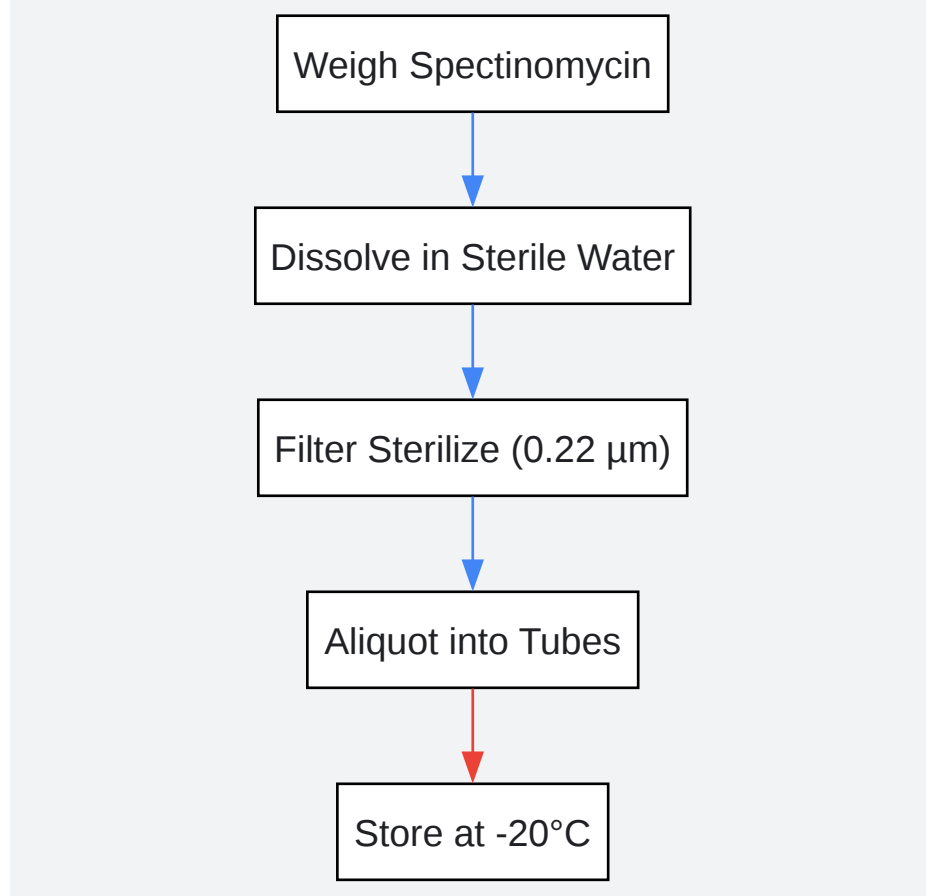 Weigh Spectinomycin
Dissolve in Sterile Water
Filter Sterilize (0.22 µm)
Aliquot into Tubes
Store at -20°C